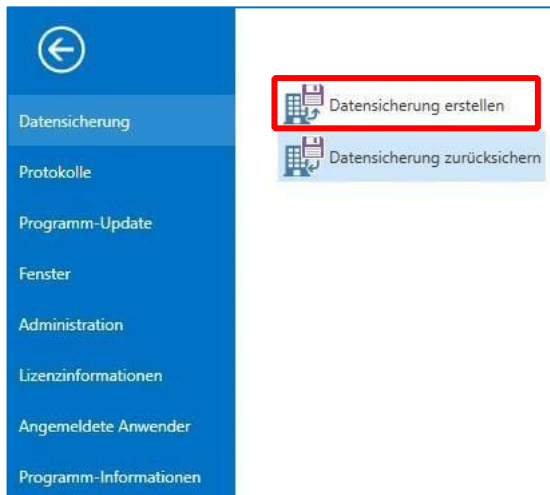 Datensicherung
Protokolle
Programm-Update
Fenster
Administration
Lizenzinformationen
Angemeldete Anwender
Programm-Informationen
Datensicherung erstellen
Datensicherung zurücksichern